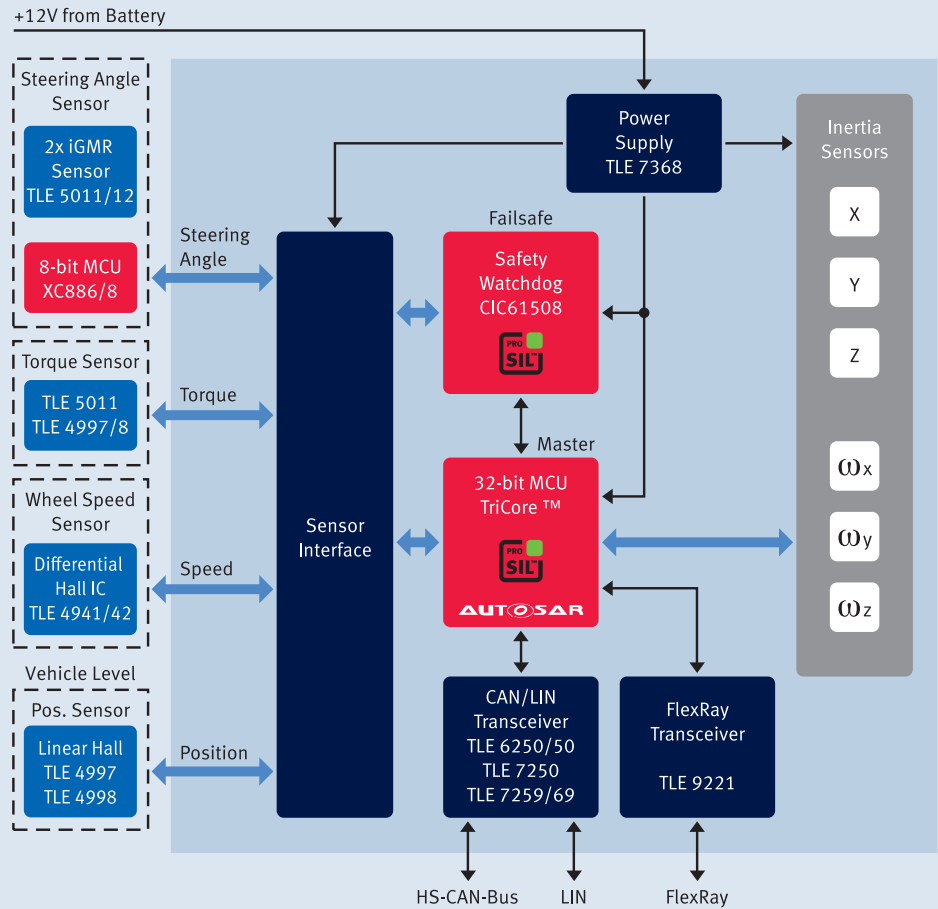 +12V from Battery
Steering Angle
Sensor
2x iGMR
Sensor
TLE 5011/12
8-bit MCU
XC886/8
Torque Sensor
TLE 5011
TLE 4997/8
Wheel Speed
Sensor
Differential
Hall IC
TLE 4941/42
Vehicle Level
Pos. Sensor
Linear Hall
TLE 4997
TLE 4998
Steering
Angle
Torque
Speed
Position
Sensor
Interface
Power
Supply
TLE 7368
Failsafe
Safety
Watchdog
CIC61508
PRO
SIL™
Master
32-bit MCU
TriCore ™
PRO
SIL™
AUTOSAR
CAN/LIN
Transceiver
TLE 6250/50
TLE 7250
TLE 7259/69
FlexRay
Transceiver
TLE 9221
Inertia
Sensors
X
Y
Z
ωx
ωy
ωz
HS-CAN-Bus
LIN
FlexRay